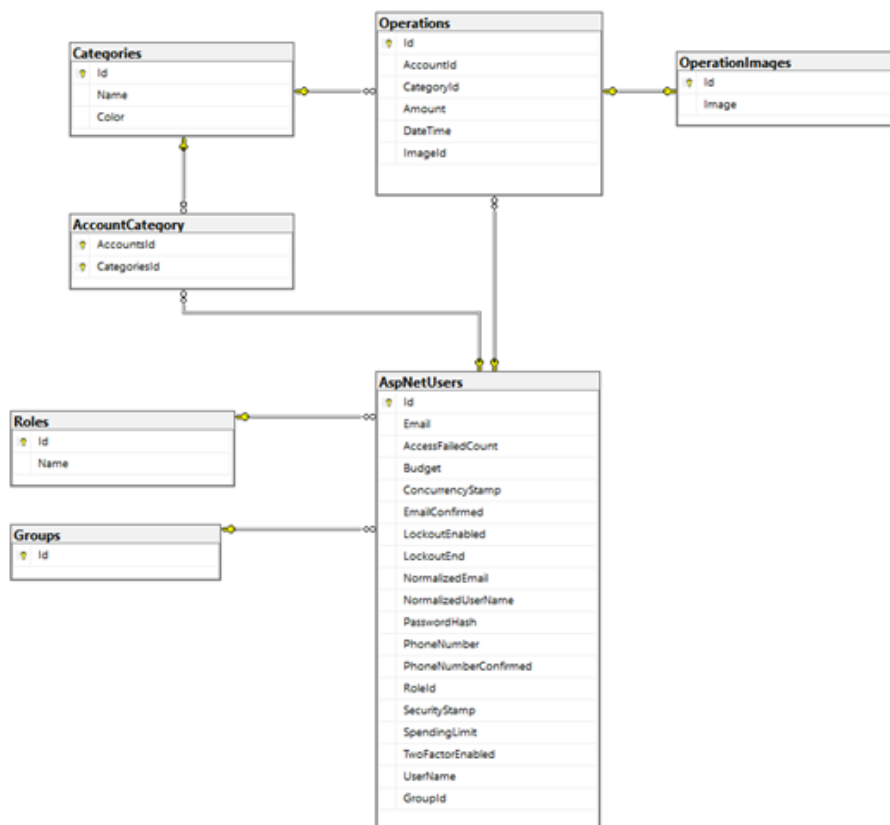 Categories
Id
Name
Color
Operations
Id
AccountId
CategoryId
Amount
DateTime
ImageId
OperationImages
Id
Image
AccountCategory
AccountsId
CategoriesId
AspNetUsers
Id
Email
AccessFailedCount
Budget
ConcurrencyStamp
EmailConfirmed
LockoutEnabled
LockoutEnd
NormalizedEmail
NormalizedUserName
PasswordHash
PhoneNumber
PhoneNumberConfirmed
RoleId
SecurityStamp
SpendingLimit
TwoFactorEnabled
UserName
GroupId
Roles
Id
Name
Groups
Id